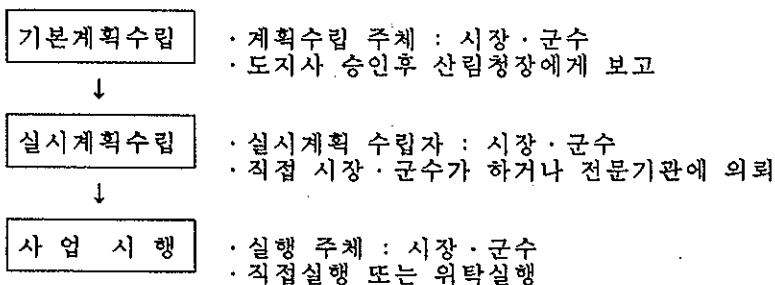 기본계획수립 · 계획수립 주체 : 시장 · 군수
· 도지사 승인후 산림청장에게 보고
↓
실시계획수립 · 실시계획 수립자 : 시장 · 군수
· 직접 시장 · 군수가 하거나 전문기관에 의뢰
↓
사 업 시 행 · 실행 주체 : 시장 · 군수
· 직접실행 또는 위탁실행